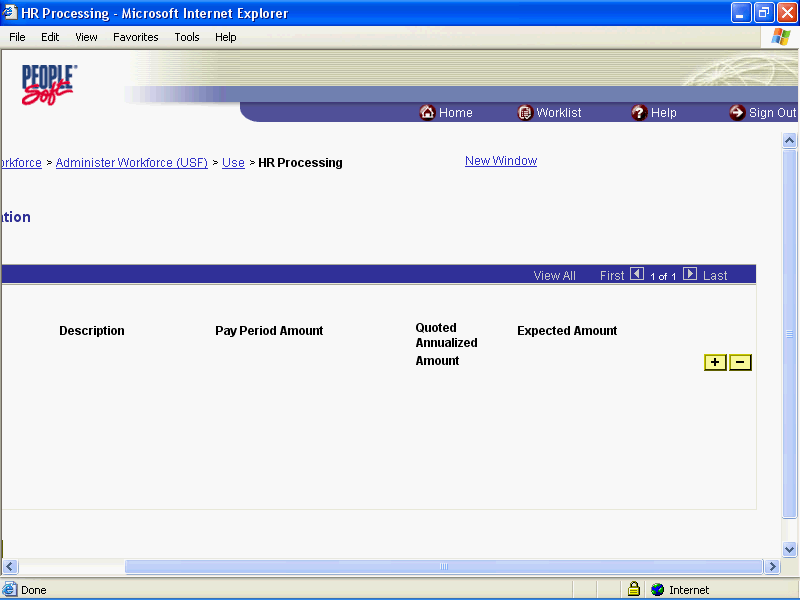 HR Processing - Microsoft Internet Explorer
File Edit View Favorites Tools Help
PEOPLE
Soft
Home Worklist Help Sign Out
orkforce > Administer Workforce (USF) > Use > HR Processing New Window
ation
View All First 1 of 1 Last
Description Pay Period Amount Quoted Annualized Amount Expected Amount
+ −
Done Internet